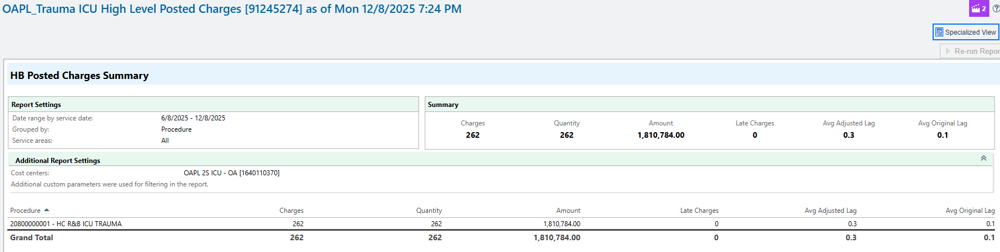 OAPL_Trauma ICU High Level Posted Charges [91245274] as of Mon 12/8/2025 7:24 PM
2
?
Specialized View
Re-run Repor
HB Posted Charges Summary
Report Settings
Date range by service date: 6/8/2025 - 12/8/2025
Grouped by: Procedure
Service areas: All
Summary
Charges Quantity Amount Late Charges Avg Adjusted Lag Avg Original Lag
262 262 1,810,784.00 0 0.3 0.1
Additional Report Settings
Cost centers: OAPL 2S ICU - OA [1640110370]
Additional custom parameters were used for filtering in the report.
Procedure Charges Quantity Amount Late Charges Avg Adjusted Lag Avg Original Lag
20800000001 - HC R&B ICU TRAUMA 262 262 1,810,784.00 0 0.3 0.1
Grand Total 262 262 1,810,784.00 0 0.3 0.1